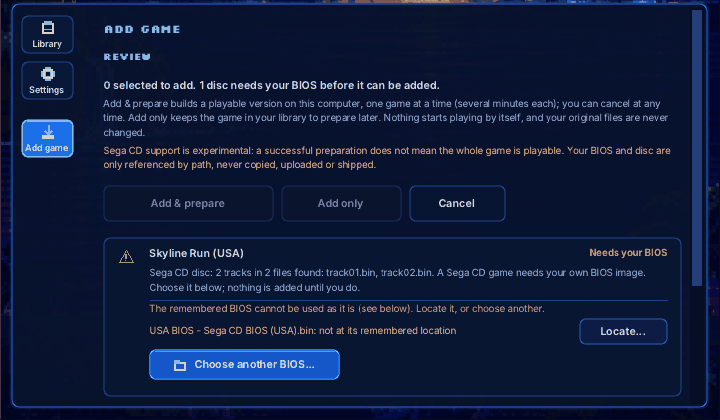 Library
Settings
Add game
ADD GAME
REVIEW
0 selected to add. 1 disc needs your BIOS before it can be added.
Add & prepare builds a playable version on this computer, one game at a time (several minutes each); you can cancel at any
time. Add only keeps the game in your library to prepare later. Nothing starts playing by itself, and your original files are never
changed.
Sega CD support is experimental: a successful preparation does not mean the whole game is playable. Your BIOS and disc are
only referenced by path, never copied, uploaded or shipped.
Add & prepare
Add only
Cancel
Skyline Run (USA)
Needs your BIOS
Sega CD disc: 2 tracks in 2 files found: track01.bin, track02.bin. A Sega CD game needs your own BIOS image.
Choose it below; nothing is added until you do.
The remembered BIOS cannot be used as it is (see below). Locate it, or choose another.
USA BIOS - Sega CD BIOS (USA).bin: not at its remembered location
Locate...
Choose another BIOS...